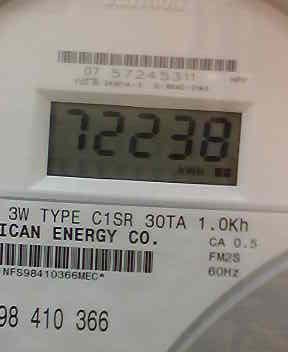 07 57245311
72238
KWH
3W TYPE C1SR 30TA 1.0Kh
ICAN ENERGY CO.
CA 0.5
FM2S
60Hz
NFS98410366MEC*
98 410 366